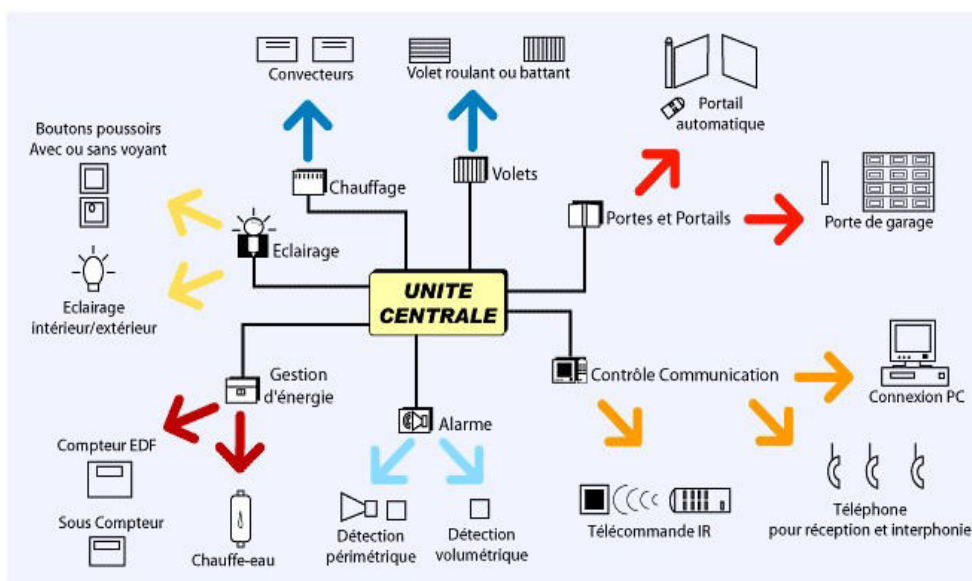 Convecteurs
Volet roulant ou battant
Portail
automatique
Boutons poussoirs
Avec ou sans voyant
Chauffage
Volets
Portes et Portails
Porte de garage
Eclairage
UNITE
CENTRALE
Eclairage
intérieur/extérieur
Gestion
d'énergie
Alarme
Contrôle Communication
Connexion PC
Compteur EDF
Sous Compteur
Chauffe-eau
Détection
périmétrique
Détection
volumétrique
Télécommande IR
Téléphone
pour réception et interphonie